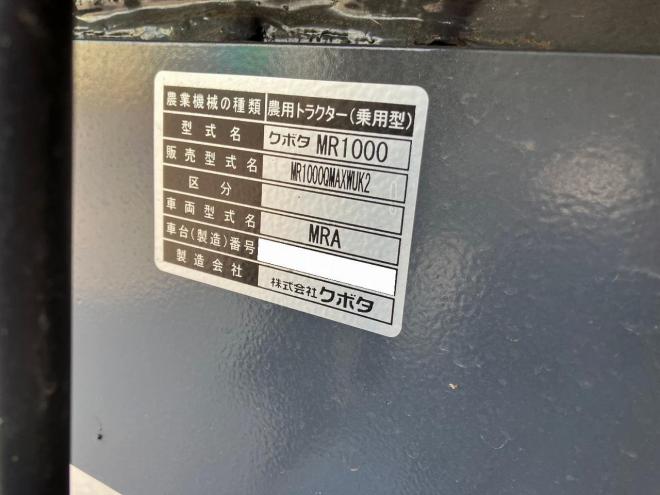 農業機械の種類 農用トラクター(乗用型)
型式名 クボタ MR1000
販売型式名 MR1000QMAXWUK2
区分
車両型式名 MRA
車台(製造)番号
製造会社 株式会社クボタ